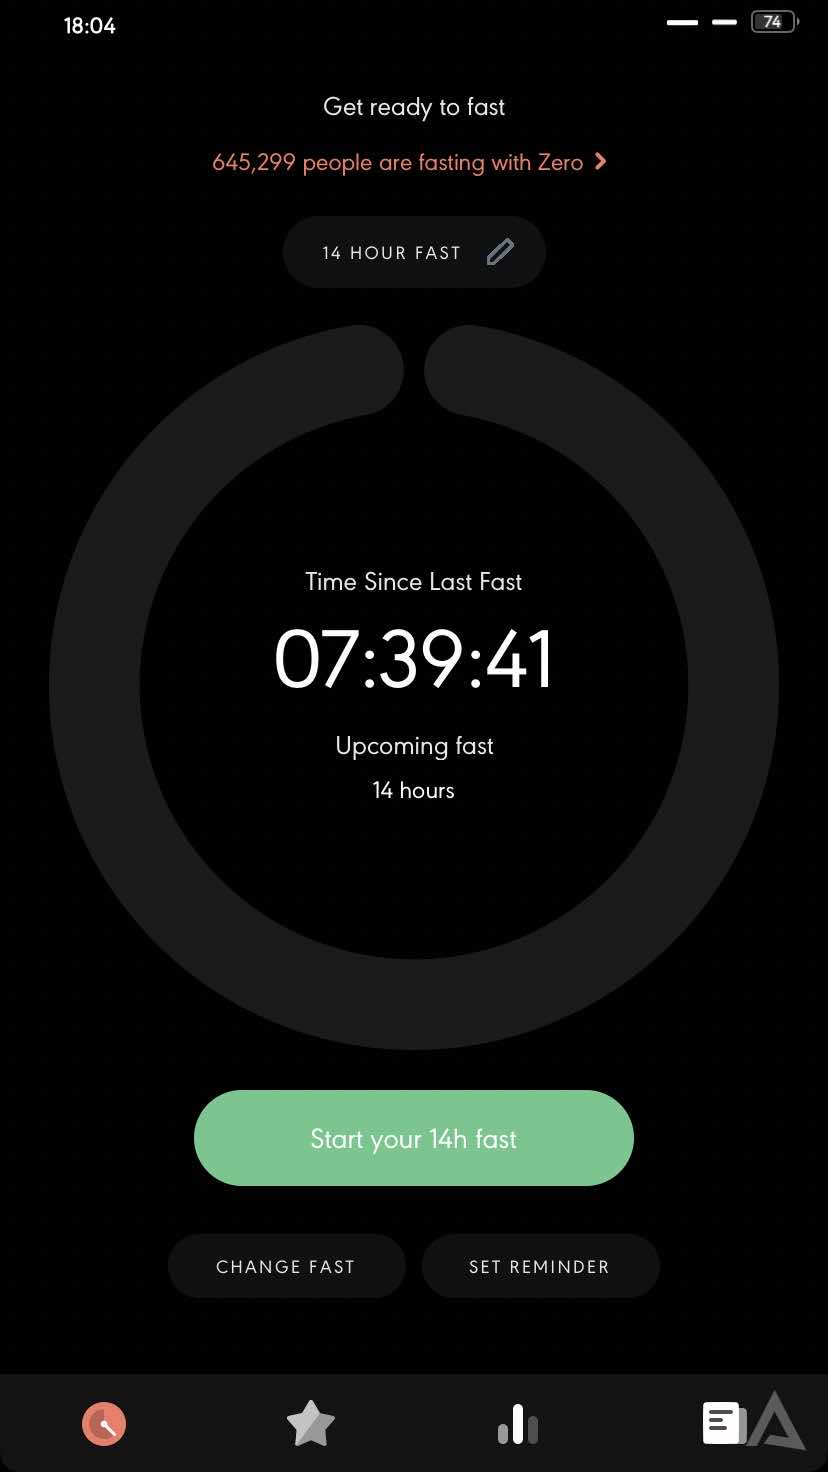 18:04
74
Get ready to fast
645,299 people are fasting with Zero
14 HOUR FAST
Time Since Last Fast
07:39:41
Upcoming fast
14 hours
Start your 14h fast
CHANGE FAST
SET REMINDER